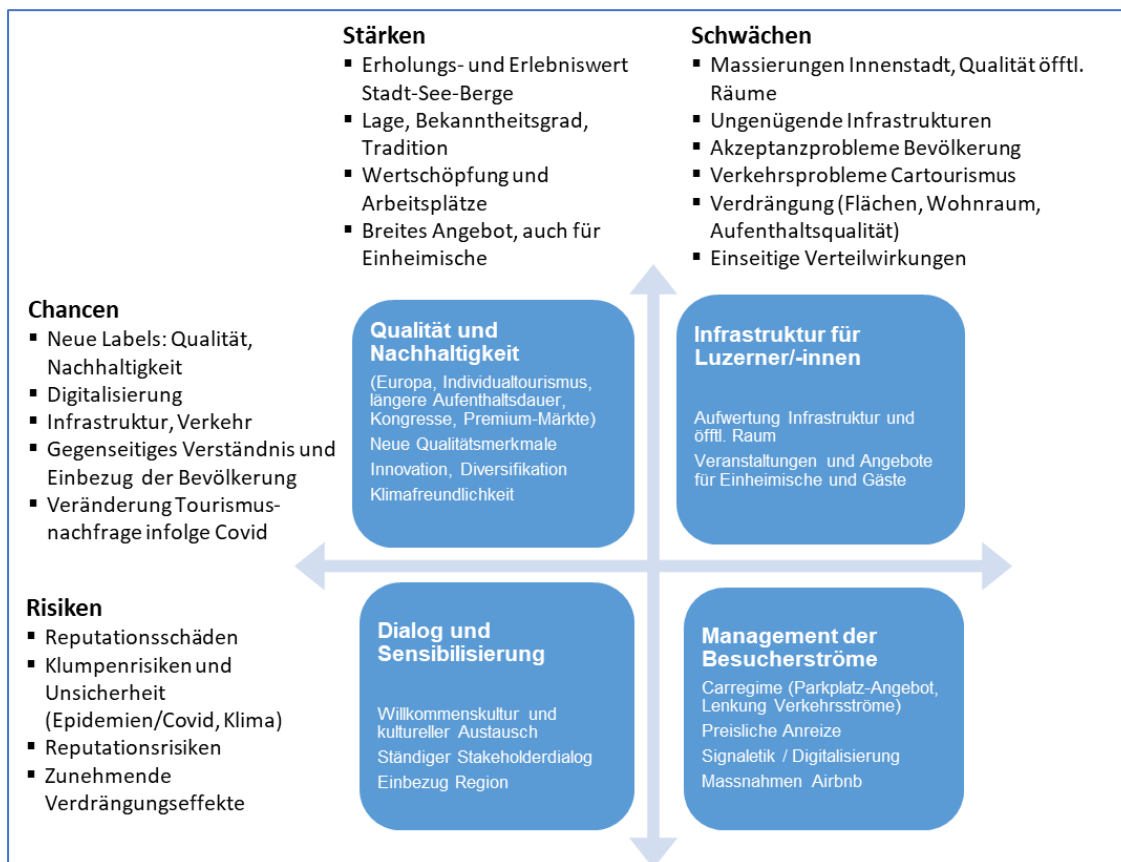 Stärken
▪ Erholungs- und Erlebniswert
Stadt-See-Berge
▪ Lage, Bekanntheitsgrad,
Tradition
▪ Wertschöpfung und
Arbeitsplätze
▪ Breites Angebot, auch für
Einheimische
Schwächen
▪ Massierungen Innenstadt, Qualität öfftl.
Räume
▪ Ungenügende Infrastrukturen
▪ Akzeptanzprobleme Bevölkerung
▪ Verkehrsprobleme Cartourismus
▪ Verdrängung (Flächen, Wohnraum,
Aufenthaltsqualität)
▪ Einseitige Verteilwirkungen
Chancen
▪ Neue Labels: Qualität,
Nachhaltigkeit
▪ Digitalisierung
▪ Infrastruktur, Verkehr
▪ Gegenseitiges Verständnis und
Einbezug der Bevölkerung
▪ Veränderung Tourismus-
nachfrage infolge Covid
Qualität und
Nachhaltigkeit
(Europa, Individualtourismus,
längere Aufenthaltsdauer,
Kongresse, Premium-Märkte)
Neue Qualitätsmerkmale
Innovation, Diversifikation
Klimafreundlichkeit
Infrastruktur für
Luzerner/-innen
Aufwertung Infrastruktur und
öfftl. Raum
Veranstaltungen und Angebote
für Einheimische und Gäste
Risiken
▪ Reputationsschäden
▪ Klumpenrisiken und
Unsicherheit
(Epidemien/Covid, Klima)
▪ Reputationsrisiken
▪ Zunehmende
Verdrängungseffekte
Dialog und
Sensibilisierung
Willkommenskultur und
kultureller Austausch
Ständiger Stakeholderdialog
Einbezug Region
Management der
Besucherströme
Carregime (Parkplatz-Angebot,
Lenkung Verkehrsströme)
Preisliche Anreize
Signaletik / Digitalisierung
Massnahmen Airbnb